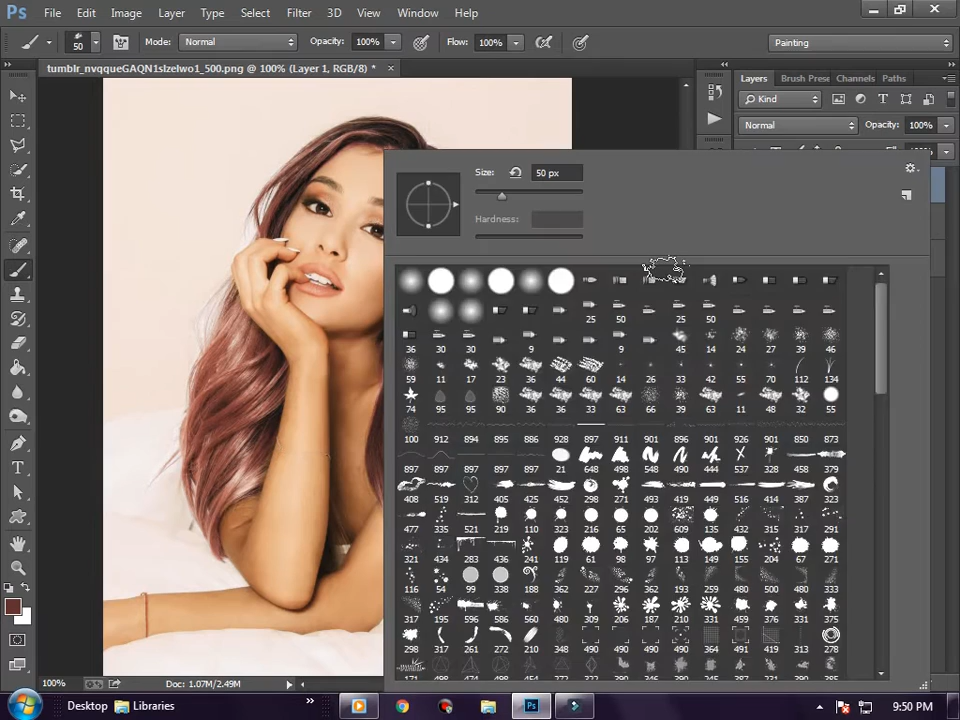 Ps File Edit Image Layer Type Select Filter 3D View Window Help
50 Mode: Normal Opacity: 100% Flow: 100% Painting
tumblr_nvqqueGAQN1slzelwo1_500.png @ 100% (Layer 1, RGB/8) *
Layers Brush Prese Channels Paths
Kind
Normal Opacity: 100%
Size: 50 px
Hardness:
25 50 25 50
36 30 30 9 9 45 14 24 27 39 46
59 11 17 23 36 44 60 14 26 33 42 55 70 112 134
74 95 95 90 36 36 33 63 66 39 63 11 48 32 55
100 912 894 895 886 928 897 911 901 896 901 926 901 850 873
897 897 897 897 897 21 648 498 548 490 444 537 328 458 379
408 519 312 405 425 452 298 271 493 419 449 516 414 387 323
477 335 521 219 110 323 216 65 202 609 135 432 315 317 291
321 434 283 436 241 119 61 98 97 113 149 155 204 67 271
116 54 99 338 188 362 227 296 362 300 229 480 500 480 333
317 195 596 586 206 309 306 187 210 331 459 376 331 375
298 317 261 272 210 348 390 390 390 490 364 491 419 313 278
T
100% Doc: 1.07M/2.49M
Desktop Libraries Ps 9:50 PM